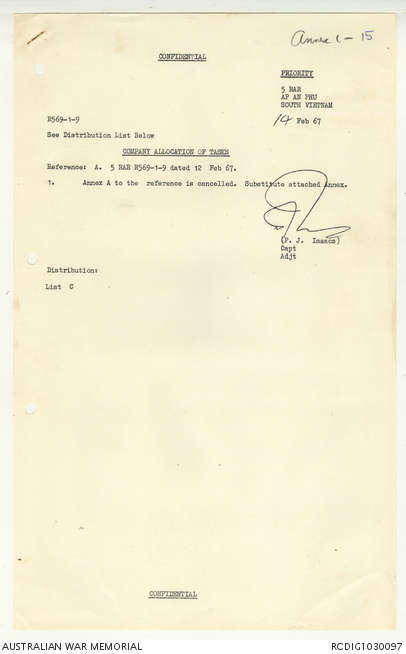 Annex 1 - 15
CONFIDENTIAL
PRIORITY
5 RAR
AP AN PHU
SOUTH VIETNAM
14 Feb 67
R569-1-9
See Distribution List Below
COMPANY ALLOCATION OF TASKS
Reference: A. 5 RAR R569-1-9 dated 12 Feb 67.
1. Annex A to the reference is cancelled. Substitute attached Annex.
(P. J. Isaacs)
Capt
Adjt
Distribution:
List C
CONFIDENTIAL
AUSTRALIAN WAR MEMORIAL
RCDIG1030097